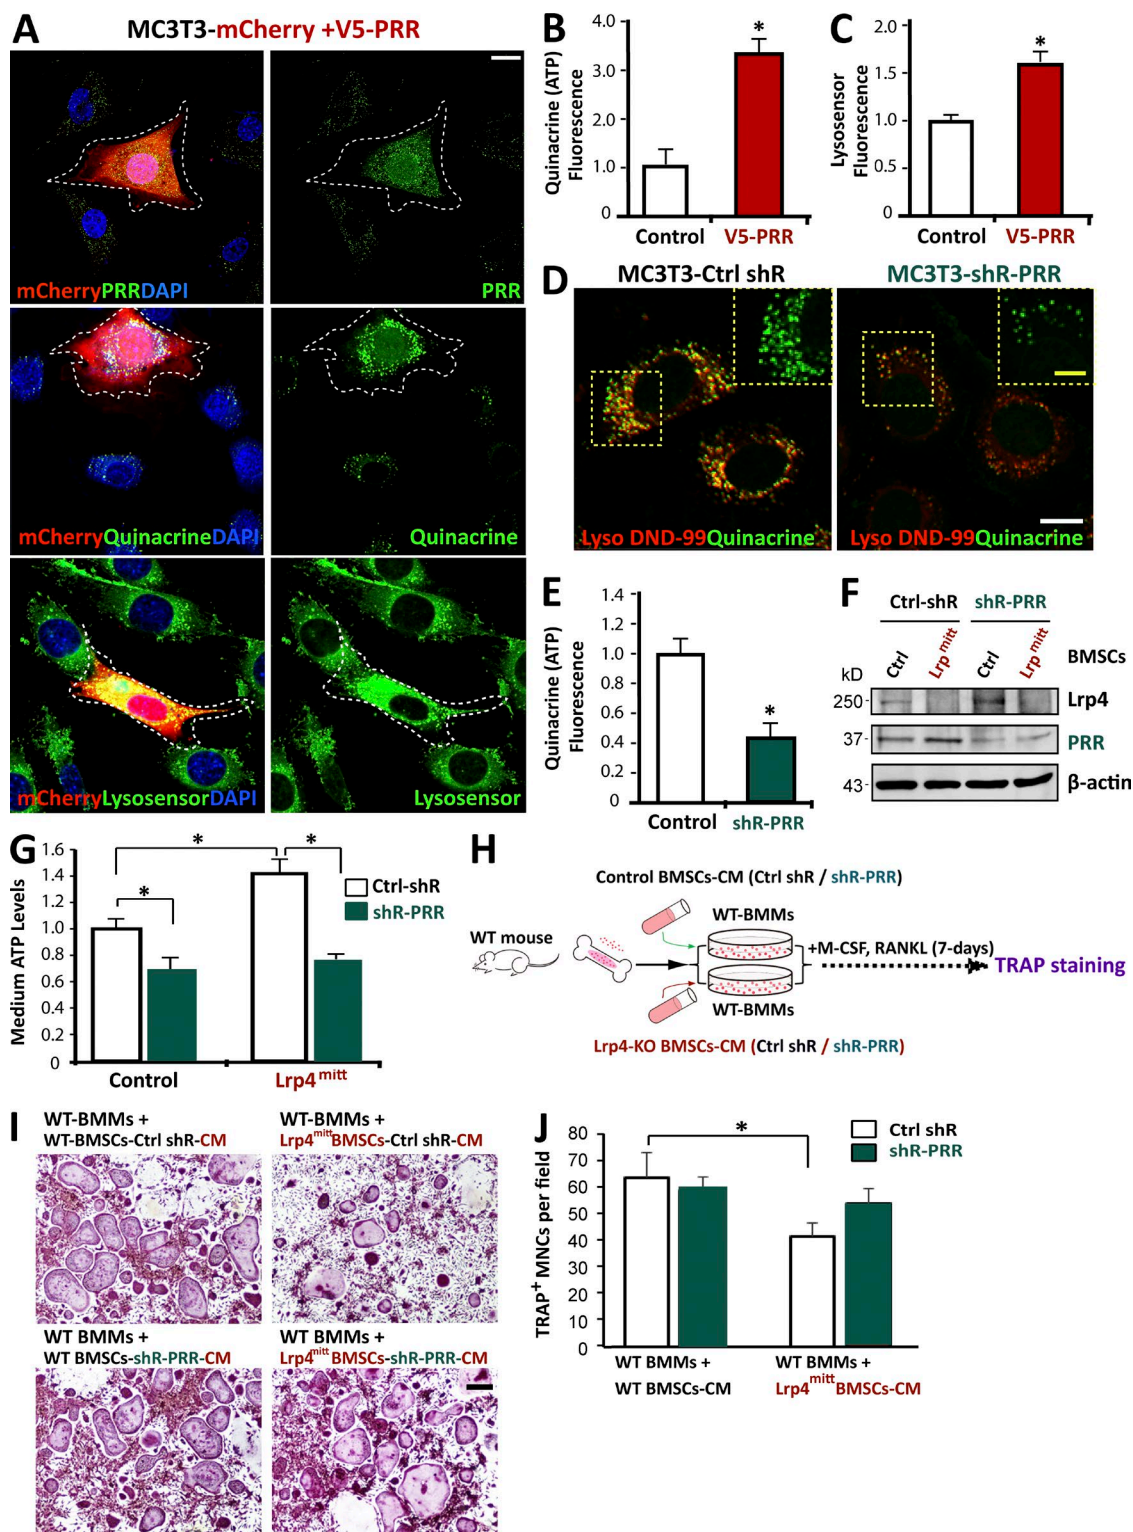 A
MC3T3-mCherry +V5-PRR
mCherryPRRDAPI
PRR
mCherryQuinacrineDAPI
Quinacrine
mCherryLysosensorDAPI
Lysosensor
B
Quinacrine (ATP)
Fluorescence
4.0
3.0
2.0
1.0
0
*
Control
V5-PRR
C
Lysosensor
Fluorescence
2.0
1.5
1.0
0.5
0
*
Control
V5-PRR
D
MC3T3-Ctrl shR
MC3T3-shR-PRR
Lyso DND-99Quinacrine
Lyso DND-99Quinacrine
E
Quinacrine (ATP)
Fluorescence
1.4
1.2
1.0
0.8
0.6
0.4
0.2
0
*
Control
shR-PRR
F
Ctrl-shR
shR-PRR
Ctrl
Lrp mitt
Ctrl
Lrp mitt
BMSCs
kD
250-
Lrp4
37-
PRR
43-
β-actin
G
Medium ATP Levels
1.6
1.4
1.2
1.0
0.8
0.6
0.4
0.2
0
*
*
*
Ctrl-shR
shR-PRR
Control
Lrp4 mitt
H
Control BMSCs-CM (Ctrl shR / shR-PRR)
WT-BMMs
WT mouse
+M-CSF, RANKL (7-days)
TRAP staining
WT-BMMs
Lrp4-KO BMSCs-CM (Ctrl shR / shR-PRR)
I
WT-BMMs +
WT-BMSCs-Ctrl shR-CM
WT-BMMs +
Lrp4mitt BMSCs-Ctrl shR-CM
WT BMMs +
WT BMSCs-shR-PRR-CM
WT BMMs +
Lrp4mitt BMSCs-shR-PRR-CM
J
TRAP+ MNCs per field
80
70
60
50
40
30
20
10
0
*
Ctrl shR
shR-PRR
WT BMMs +
WT BMSCs-CM
WT BMMs +
Lrp4mitt BMSCs-CM